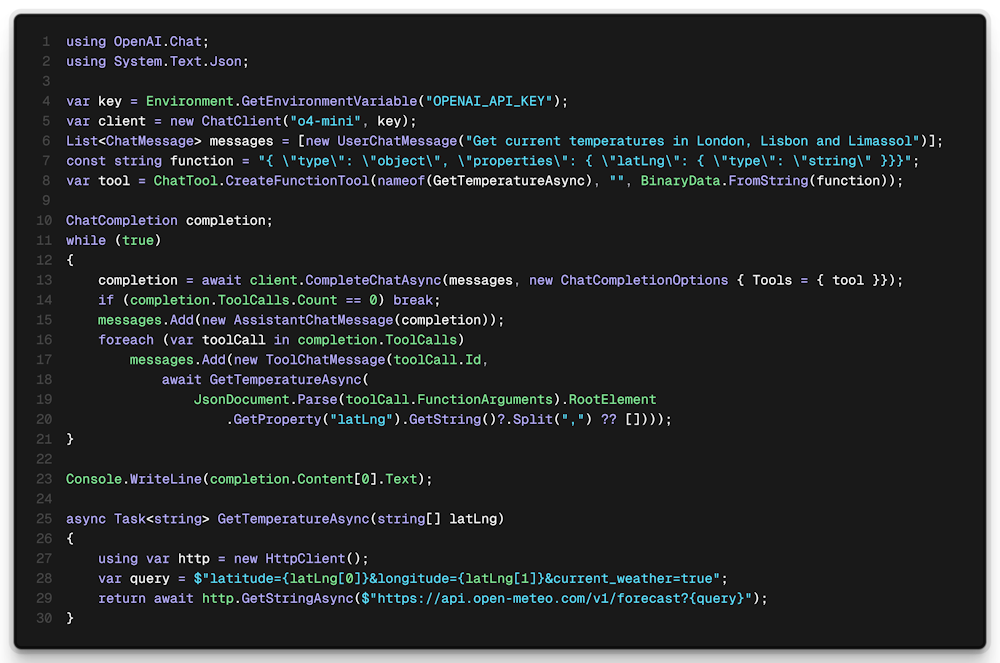 1 using OpenAI.Chat;
2 using System.Text.Json;
3
4 var key = Environment.GetEnvironmentVariable("OPENAI_API_KEY");
5 var client = new ChatClient("o4-mini", key);
6 List<ChatMessage> messages = [new UserChatMessage("Get current temperatures in London, Lisbon and Limassol")];
7 const string function = "{ \"type\": \"object\", \"properties\": { \"latLng\": { \"type\": \"string\" }}}";
8 var tool = ChatTool.CreateFunctionTool(nameof(GetTemperatureAsync), "", BinaryData.FromString(function));
9
10 ChatCompletion completion;
11 while (true)
12 {
13     completion = await client.CompleteChatAsync(messages, new ChatCompletionOptions { Tools = { tool }});
14     if (completion.ToolCalls.Count == 0) break;
15     messages.Add(new AssistantChatMessage(completion));
16     foreach (var toolCall in completion.ToolCalls)
17         messages.Add(new ToolChatMessage(toolCall.Id,
18             await GetTemperatureAsync(
19                 JsonDocument.Parse(toolCall.FunctionArguments).RootElement
20                     .GetProperty("latLng").GetString()?.Split(",") ?? [])));
21 }
22
23 Console.WriteLine(completion.Content[0].Text);
24
25 async Task<string> GetTemperatureAsync(string[] latLng)
26 {
27     using var http = new HttpClient();
28     var query = $"latitude={latLng[0]}&longitude={latLng[1]}&current_weather=true";
29     return await http.GetStringAsync($"https://api.open-meteo.com/v1/forecast?{query}");
30 }